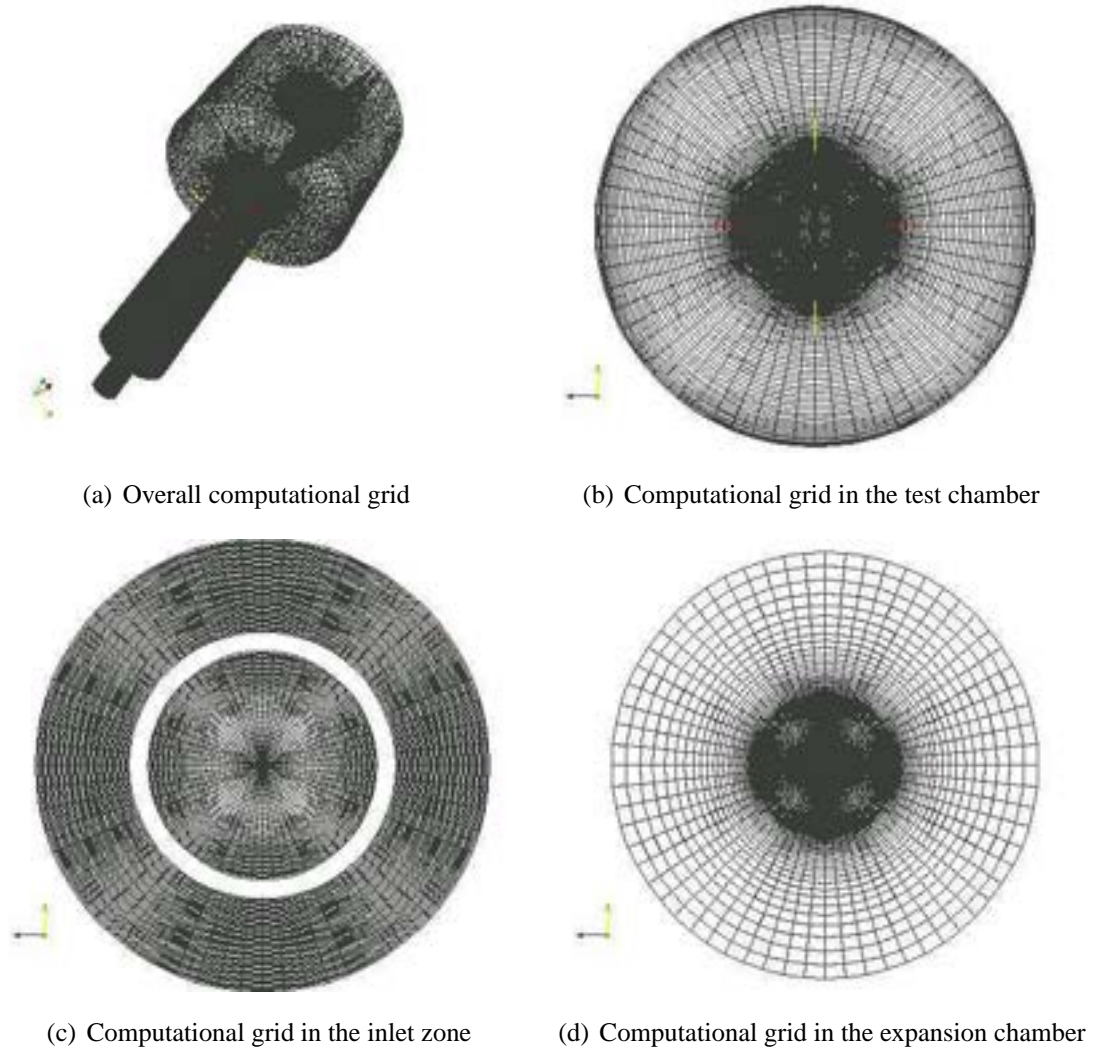 (a) Overall computational grid
(b) Computational grid in the test chamber
(c) Computational grid in the inlet zone
(d) Computational grid in the expansion chamber